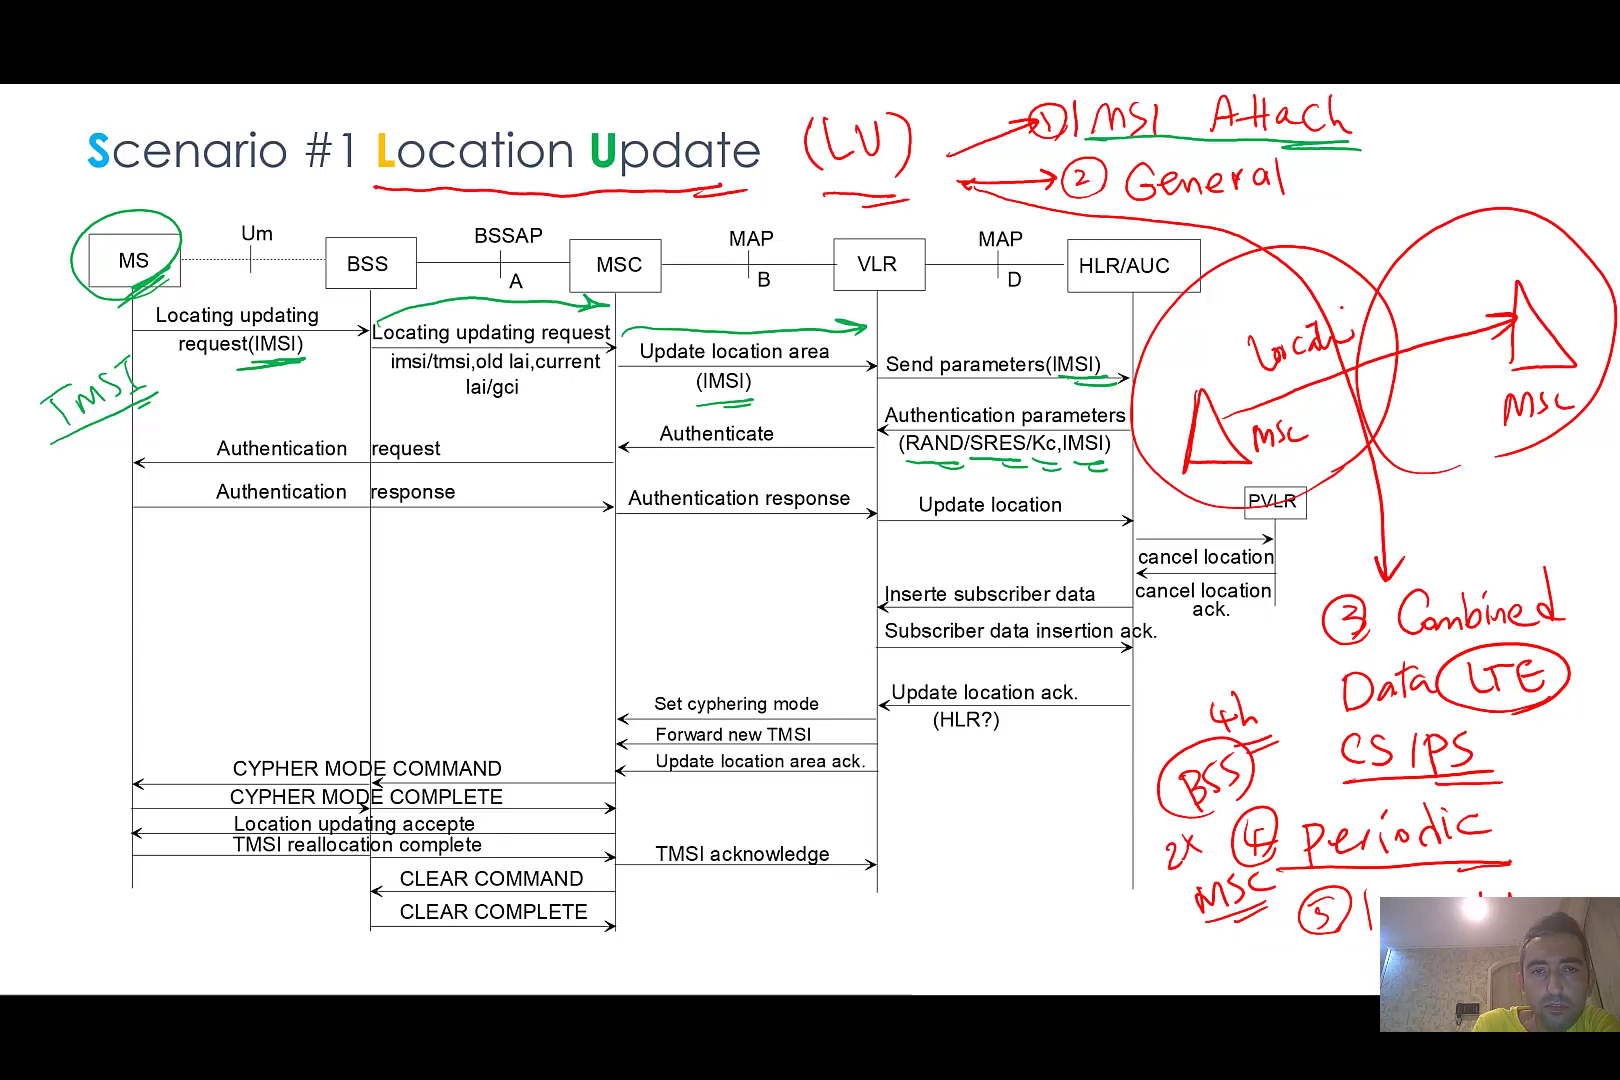 Scenario #1 Location Update
(LU)
① IMSI Attach
② General
MS
Um
BSS
BSSAP
A
MSC
MAP
B
VLR
MAP
D
HLR/AUC
Locating updating
request(IMSI)
TMSI
Locating updating request
imsi/tmsi,old lai,current
lai/gci
Update location area
(IMSI)
Send parameters(IMSI)
Authentication parameters
(RAND/SRES/Kc,IMSI)
Authenticate
Authentication request
Authentication response
Authentication response
Update location
MSC
MSC
PVLR
cancel location
cancel location
ack.
Inserte subscriber data
Subscriber data insertion ack.
Update location ack.
(HLR?)
Set cyphering mode
Forward new TMSI
Update location area ack.
CYPHER MODE COMMAND
CYPHER MODE COMPLETE
Location updating accepte
TMSI reallocation complete
TMSI acknowledge
CLEAR COMMAND
CLEAR COMPLETE
③ Combined
Data LTE
CS/PS
4h
BSS
2x
④ Periodic
MSC
⑤